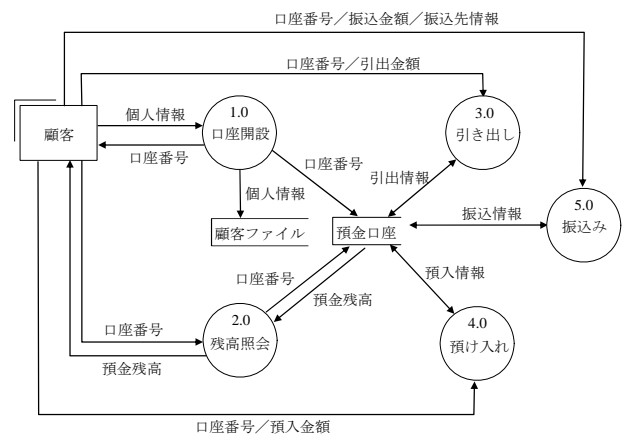 口座番号／振込金額／振込先情報
口座番号／引出金額
個人情報
1.0
口座開設
3.0
引き出し
顧客
口座番号
口座番号
引出情報
個人情報
5.0
振込み
振込情報
顧客ファイル
預金口座
口座番号
預入情報
預金残高
2.0
残高照会
4.0
預け入れ
口座番号
預金残高
口座番号／預入金額